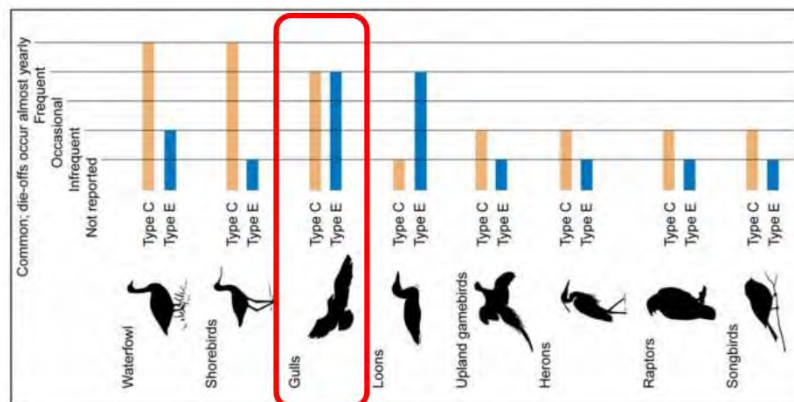 Common; die-offs occur almost yearly
Frequent
Occasional
Infrequent
Not reported
Type C
Type E
Type C
Type E
Type C
Type E
Type C
Type E
Type C
Type E
Type C
Type E
Type C
Type E
Type C
Type E
Waterfowl
Shorebirds
Gulls
Loons
Upland gamebirds
Herons
Raptors
Songbirds